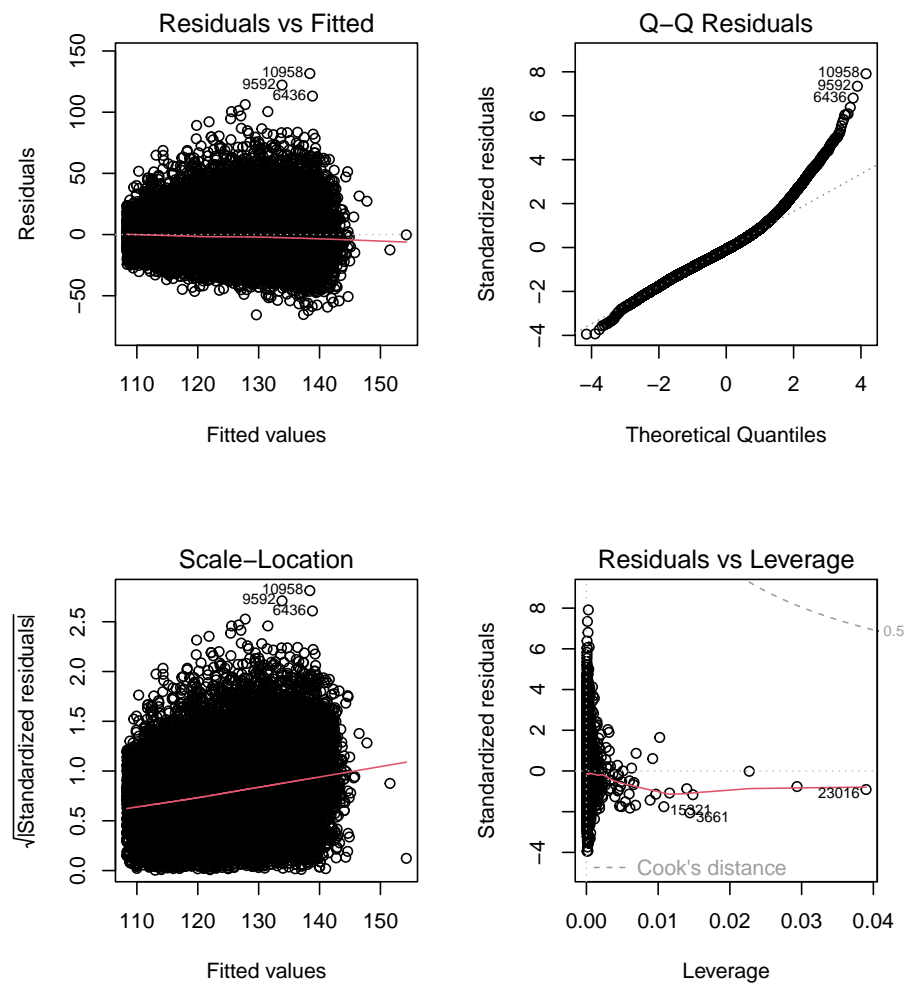 Residuals vs Fitted
Residuals
150
100
50
0
−50
10958
9592
6436
110 120 130 140 150
Fitted values
Q−Q Residuals
Standardized residuals
8
6
4
2
0
−2
−4
10958
9592
6436
−4 −2 0 2 4
Theoretical Quantiles
Scale−Location
√|Standardized residuals|
2.5
2.0
1.5
1.0
0.5
0.0
10958
9592
6436
110 120 130 140 150
Fitted values
Residuals vs Leverage
Standardized residuals
8
6
4
2
0
−4
0.5
23016
15321
3661
Cook's distance
0.00 0.01 0.02 0.03 0.04
Leverage